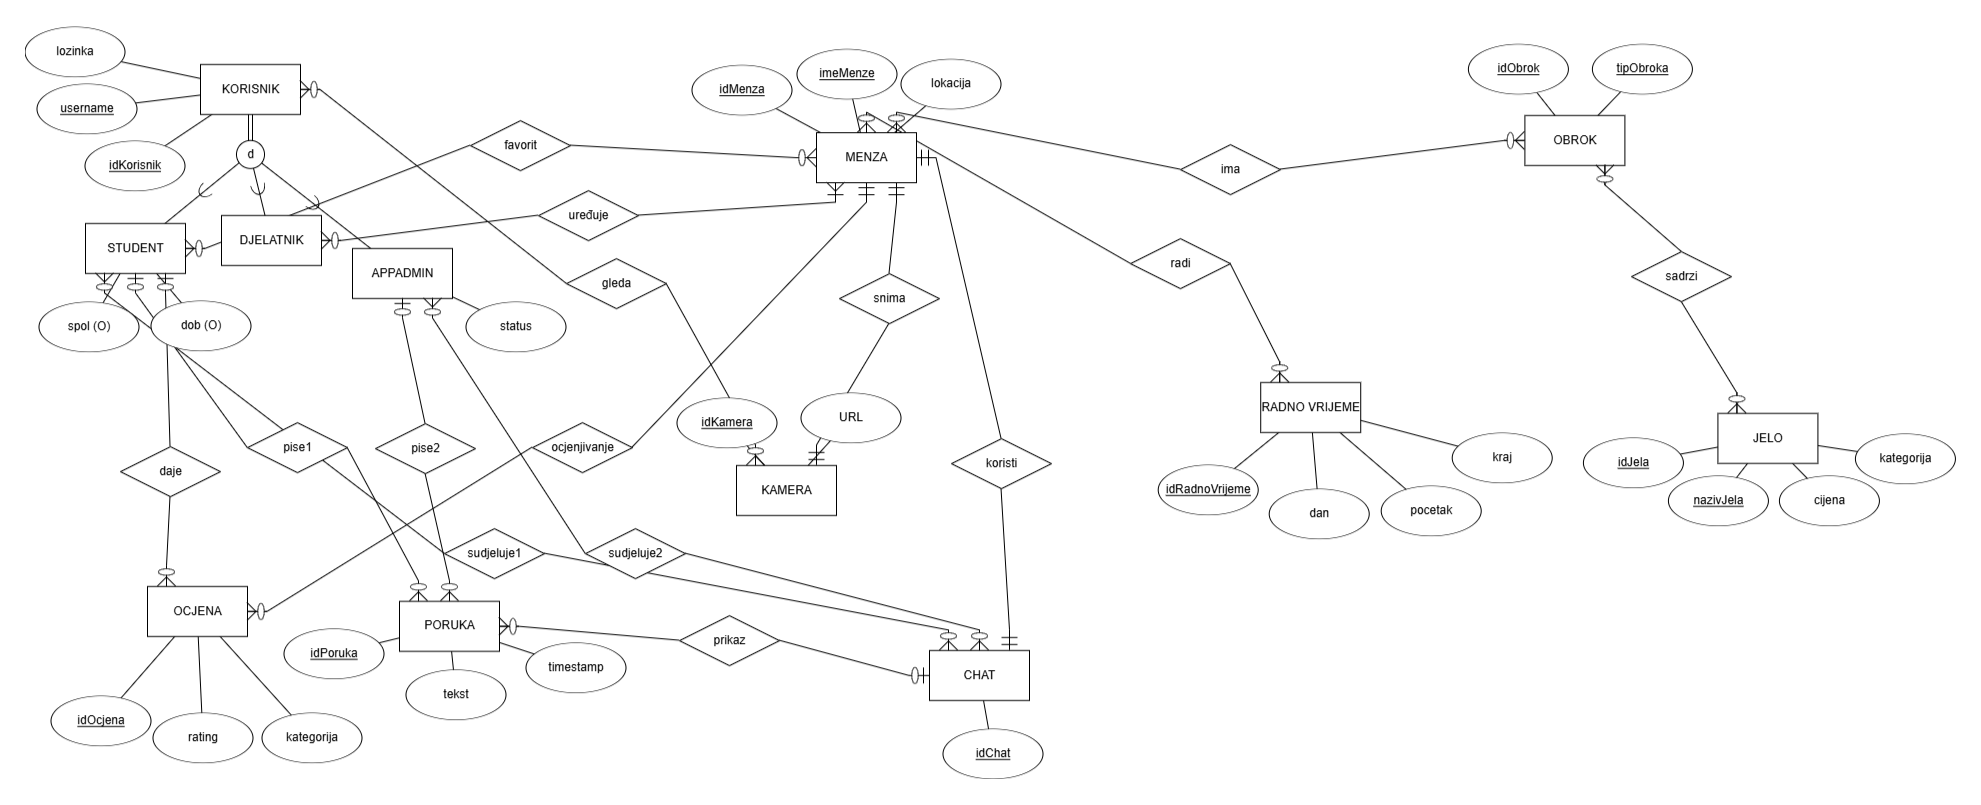 lozinka
KORISNIK
username
idKorisnik
d
favorit
imeMenze
idMenza
lokacija
MENZA
idObrok
tipObroka
OBROK
ima
STUDENT
DJELATNIK
APPADMIN
uređuje
radi
spol (O)
dob (O)
status
gleda
snima
sadrzi
idKamera
URL
RADNO VRIJEME
JELO
daje
pise1
pise2
ocjenjivanje
KAMERA
koristi
idRadnoVrijeme
dan
pocetak
kraj
idJela
nazivJela
cijena
kategorija
sudjeluje1
sudjeluje2
OCJENA
PORUKA
idPoruka
tekst
timestamp
prikaz
CHAT
idOcjena
rating
kategorija
idChat